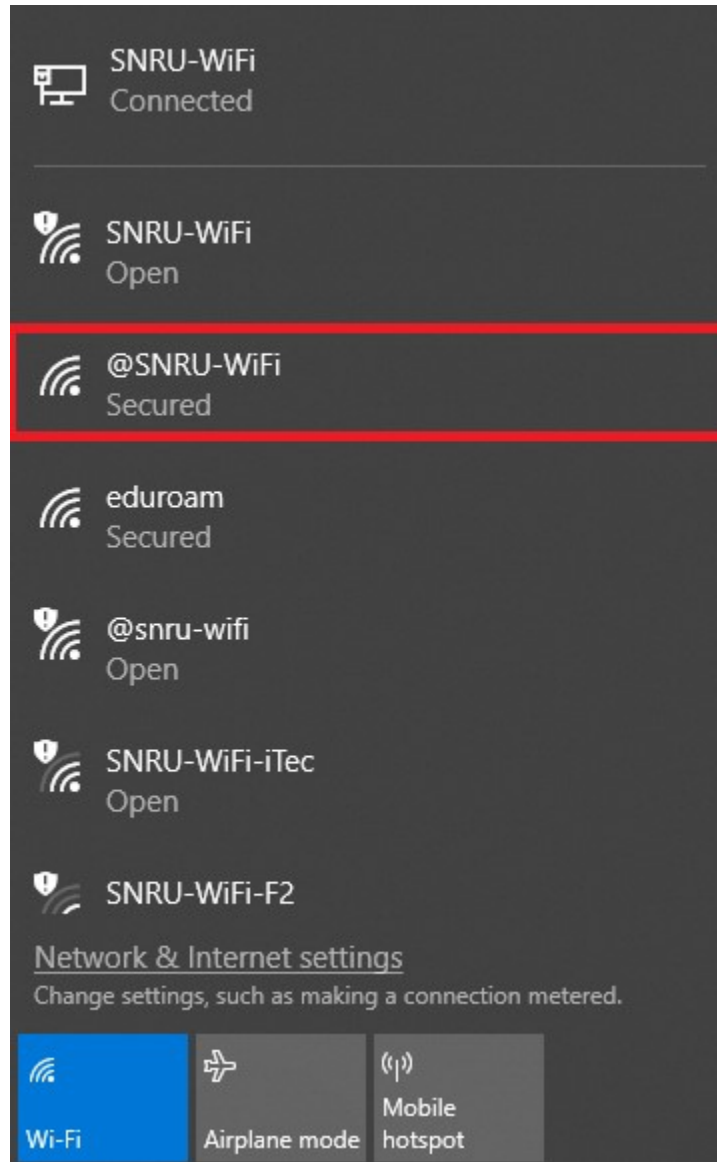 SNRU-WiFi
Connected
SNRU-WiFi
Open
@SNRU-WiFi
Secured
eduroam
Secured
@snru-wifi
Open
SNRU-WiFi-iTec
Open
SNRU-WiFi-F2
Network & Internet settings
Change settings, such as making a connection metered.
Wi-Fi
Airplane mode
Mobile
hotspot